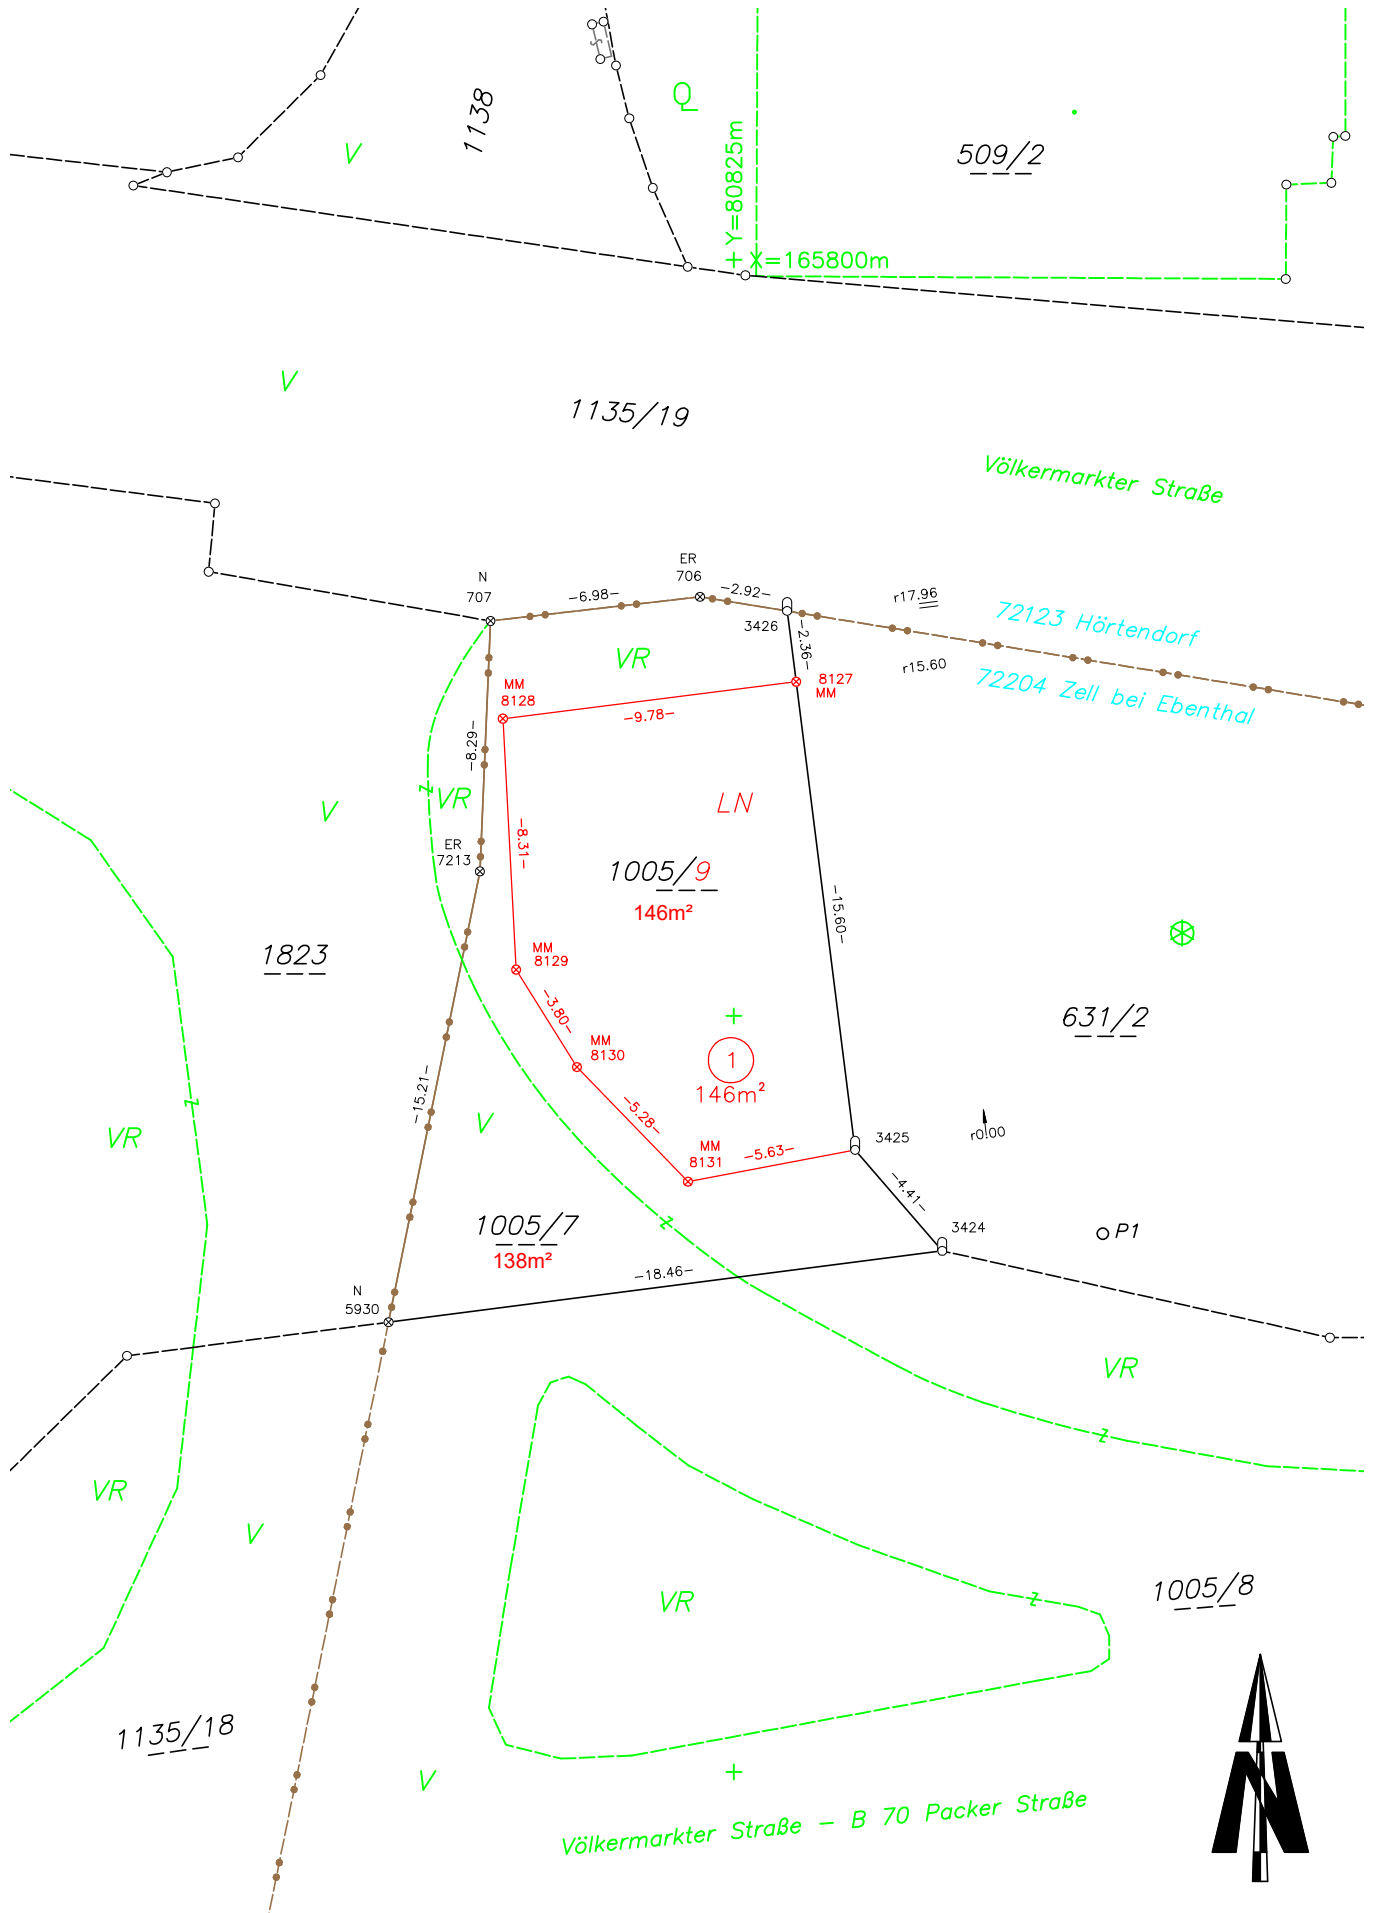 1138
V
Q
509/2
Y=80825m
X=165800m
V
1135/19
Völkermarkter Straße
N
707
-6.98-
ER
706
-2.92-
3426
r17.96
72123 Hörtendorf
-2.36-
VR
r15.60
72204 Zell bei Ebenthal
MM
8128
8127
MM
-9.78-
-8.29-
V
VR
LN
-8.31-
ER
7213
1005/9
146m²
-15.60-
1823
MM
8129
-3.80-
631/2
MM
8130
1
146m²
-15.21-
VR
V
-5.28-
MM
8131
-5.63-
3425
r0.00
-4.41-
1005/7
138m²
3424
P1
-18.46-
N
5930
VR
VR
V
VR
1005/8
1135/18
V
Völkermarkter Straße - B 70 Packer Straße
N